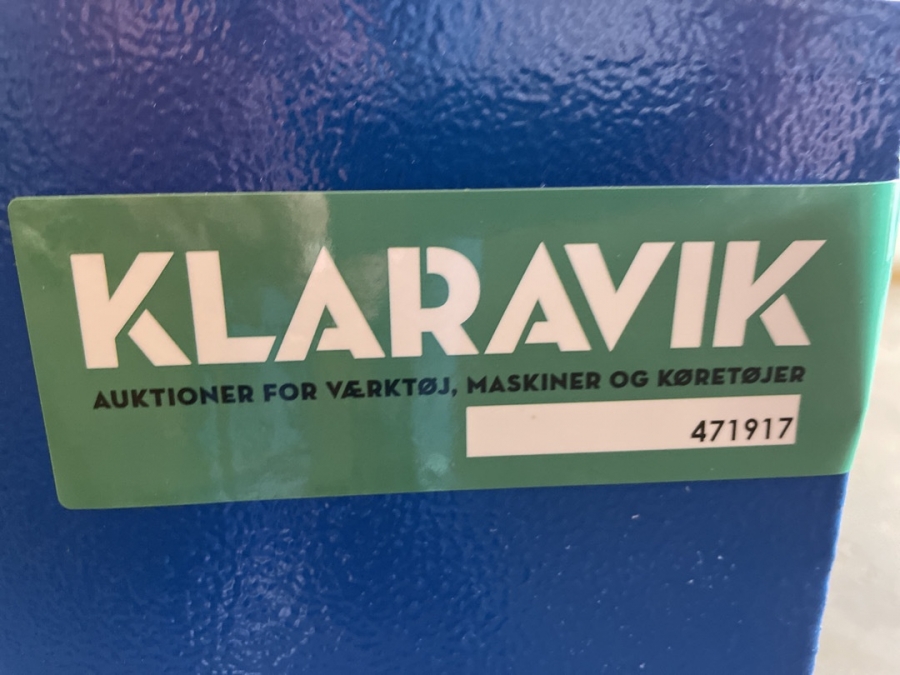 KLARAVIK
AUKTIONER FOR VÆRKTØJ, MASKINER OG KØRETØJER
471917